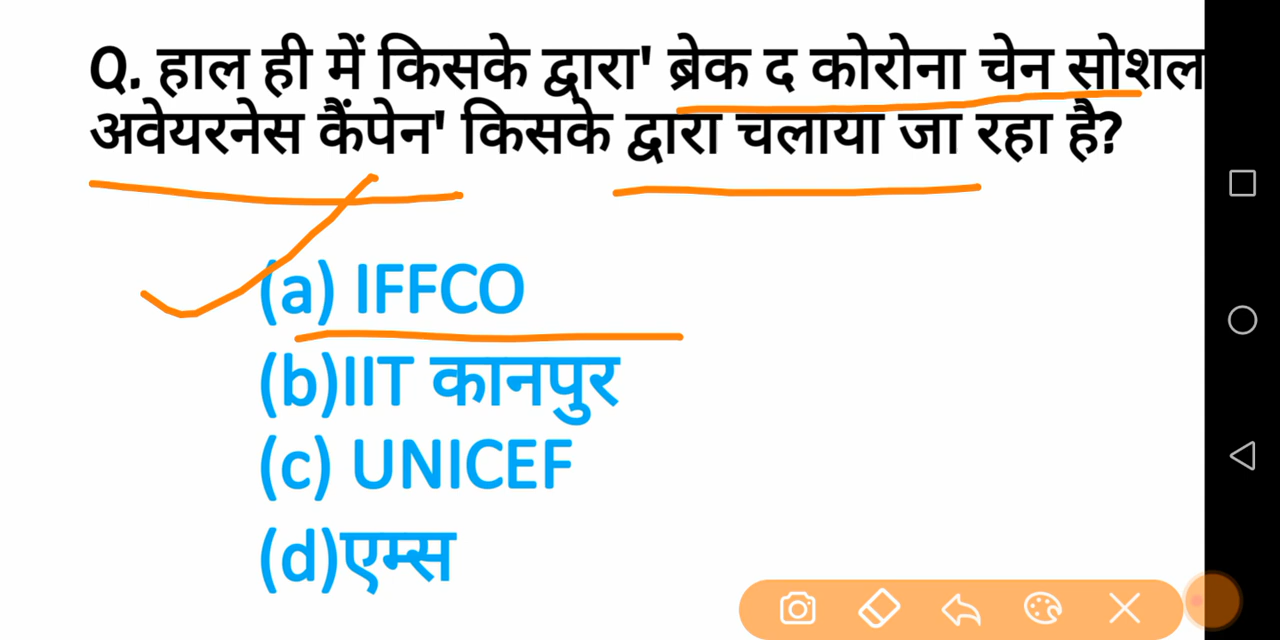 Q. हाल ही में किसके द्वारा' ब्रेक द कोरोना चेन सोशल
अवेयरनेस कैंपेन' किसके द्वारा चलाया जा रहा है?
(a) IFFCO
(b)IIT कानपुर
(c) UNICEF
(d)एम्स